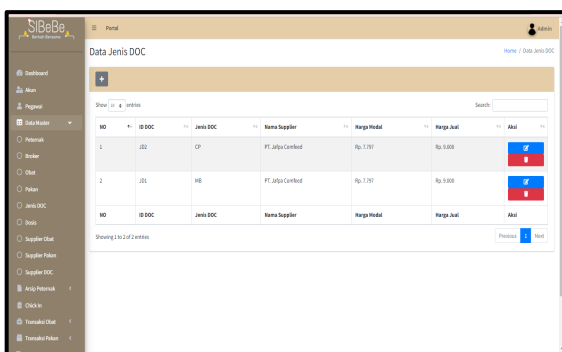 SIBeBe
Bertani Bersama
Portal
Admin
Data Jenis DOC
Home / Data Jenis DOC
Dashboard
Akun
Pegawai
Data Master
Peternak
Broker
Obat
Pakan
Jenis DOC
Dosis
Supplier Obat
Supplier Pakan
Supplier DOC
Arsip Peternak
Chick in
Transaksi Obat
Transaksi Pakan
+
Show 10 entries
Search:
NO ID DOC Jenis DOC Nama Supplier Harga Modal Harga Jual Aksi
1 JD2 CP PT. Jafpa Comfeed Rp. 7.797 Rp. 9.000
2 JD1 MB PT. Jafpa Comfeed Rp. 7.797 Rp. 9.000
NO ID DOC Jenis DOC Nama Supplier Harga Modal Harga Jual Aksi
Showing 1 to 2 of 2 entries
Previous 1 Next